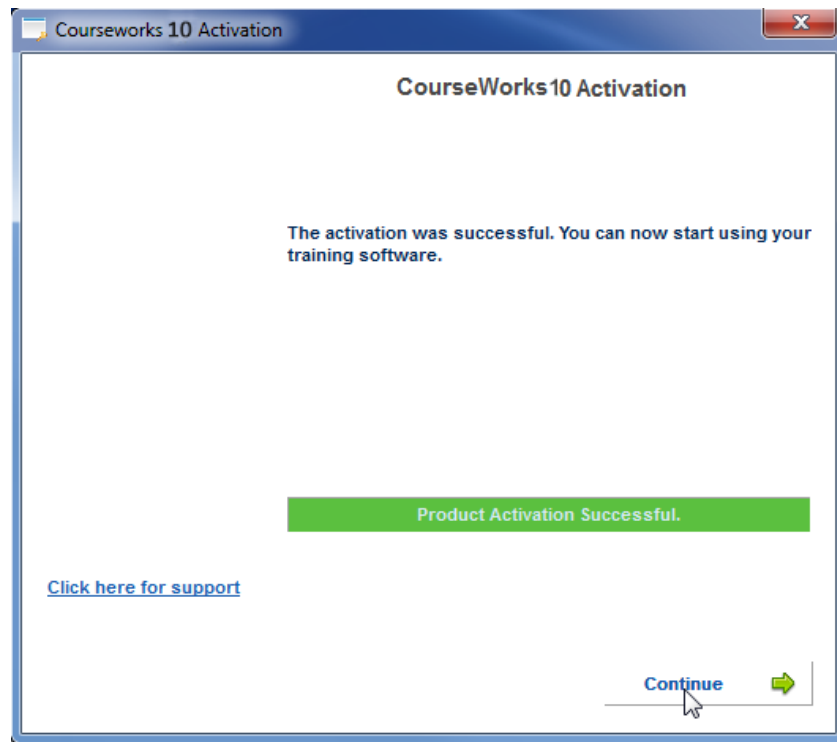 Courseworks 10 Activation
x
CourseWorks10 Activation
The activation was successful. You can now start using your
training software.
Product Activation Successful.
Click here for support
Continue